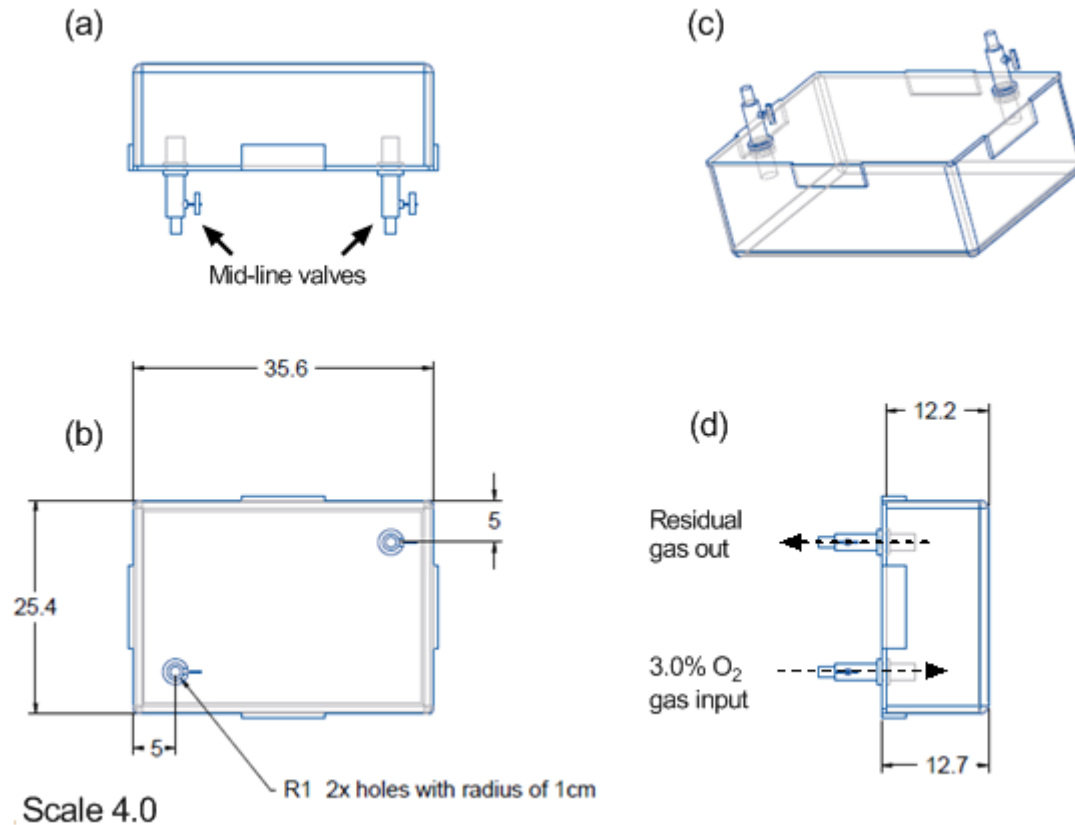 (a)
(c)
Mid-line valves
35.6
(b)
(d)
12.2
5
Residual
gas out
25.4
3.0% O₂
gas input
5
12.7
R1 2x holes with radius of 1cm
Scale 4.0